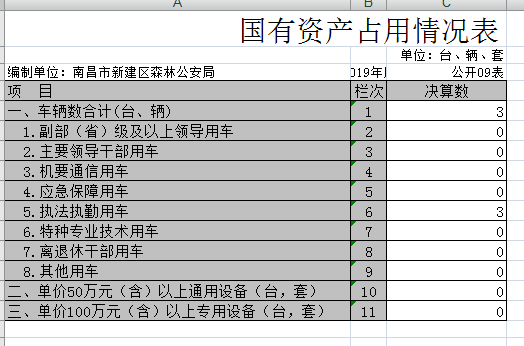 A B C
国有资产占用情况表
单位：台、辆、套
编制单位：南昌市新建区森林公安局 019年 公开09表
项 目 栏次 决算数
一、车辆数合计(台、辆) 1 3
1.副部（省）级及以上领导用车 2 0
2.主要领导干部用车 3 0
3.机要通信用车 4 0
4.应急保障用车 5 0
5.执法执勤用车 6 3
6.特种专业技术用车 7 0
7.离退休干部用车 8 0
8.其他用车 9 0
二、单价50万元（含）以上通用设备（台，套） 10 0
三、单价100万元（含）以上专用设备（台，套） 11 0